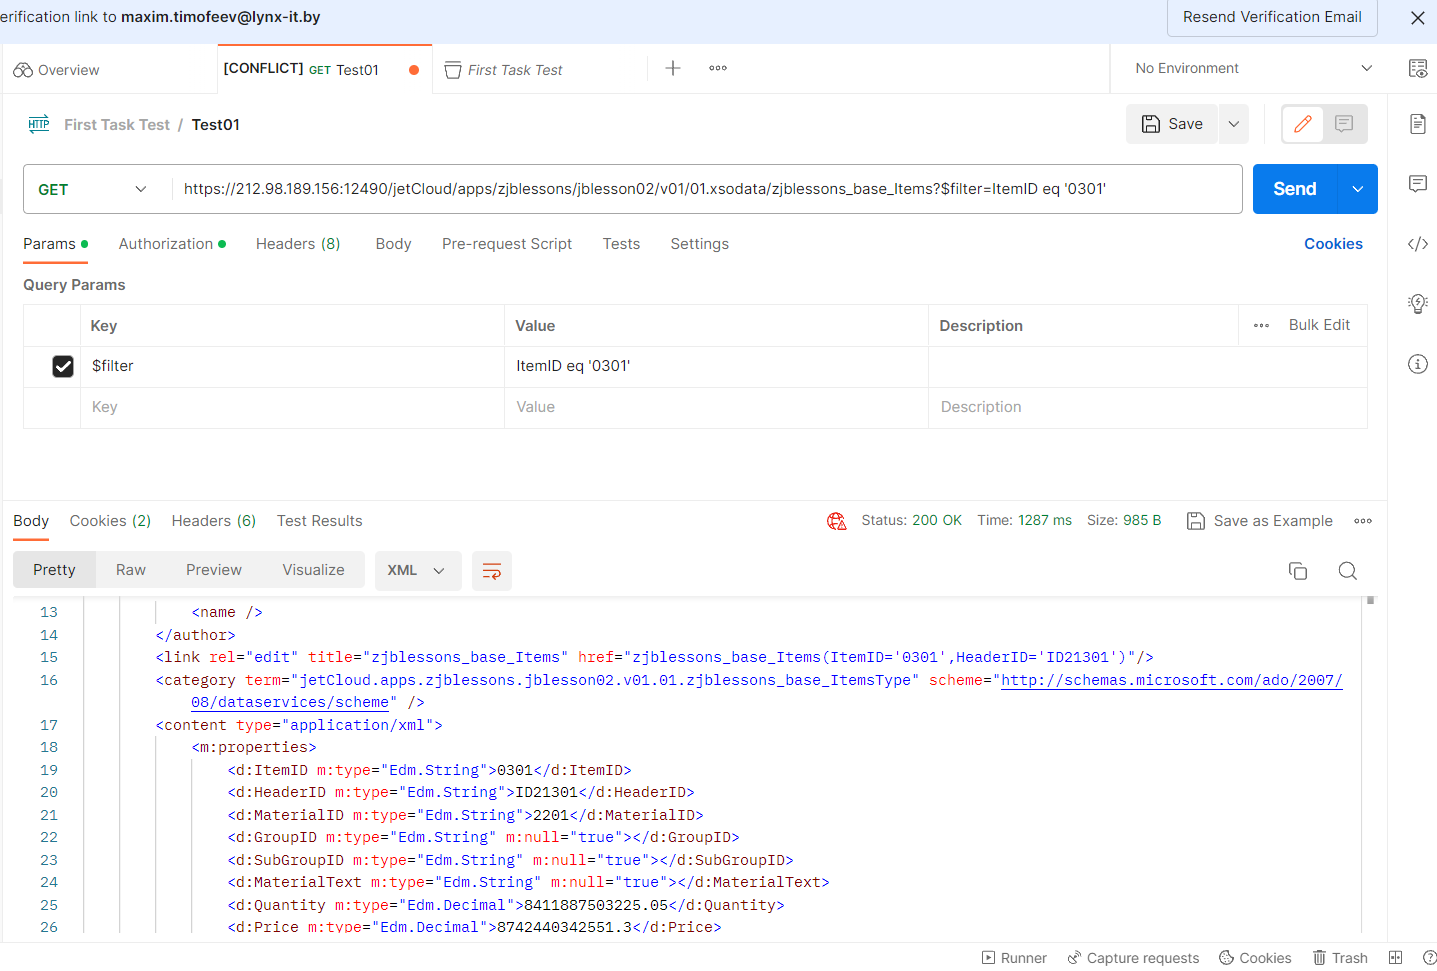 erification link to maxim.timofeev@lynx-it.by
Resend Verification Email
Overview
[CONFLICT] GET Test01
First Task Test
No Environment
HTTP First Task Test / Test01
Save
GET https://212.98.189.156:12490/jetCloud/apps/zjblessons/jblesson02/v01/01.xsodata/zjblessons_base_Items?$filter=ItemID eq '0301'
Send
Params Authorization Headers (8) Body Pre-request Script Tests Settings Cookies
Query Params
Key Value Description Bulk Edit
$filter ItemID eq '0301'
Key Value Description
Body Cookies (2) Headers (6) Test Results Status: 200 OK Time: 1287 ms Size: 985 B Save as Example
Pretty Raw Preview Visualize XML
13 <name />
14 </author>
15 <link rel="edit" title="zjblessons_base_Items" href="zjblessons_base_Items(ItemID='0301',HeaderID='ID21301')"/>
16 <category term="jetCloud.apps.zjblessons.jblesson02.v01.01.zjblessons_base_ItemsType" scheme="http://schemas.microsoft.com/ado/2007/
08/dataservices/scheme" />
17 <content type="application/xml">
18 <m:properties>
19 <d:ItemID m:type="Edm.String">0301</d:ItemID>
20 <d:HeaderID m:type="Edm.String">ID21301</d:HeaderID>
21 <d:MaterialID m:type="Edm.String">2201</d:MaterialID>
22 <d:GroupID m:type="Edm.String" m:null="true"></d:GroupID>
23 <d:SubGroupID m:type="Edm.String" m:null="true"></d:SubGroupID>
24 <d:MaterialText m:type="Edm.String" m:null="true"></d:MaterialText>
25 <d:Quantity m:type="Edm.Decimal">8411887503225.05</d:Quantity>
26 <d:Price m:type="Edm.Decimal">8742440342551.3</d:Price>
Runner Capture requests Cookies Trash